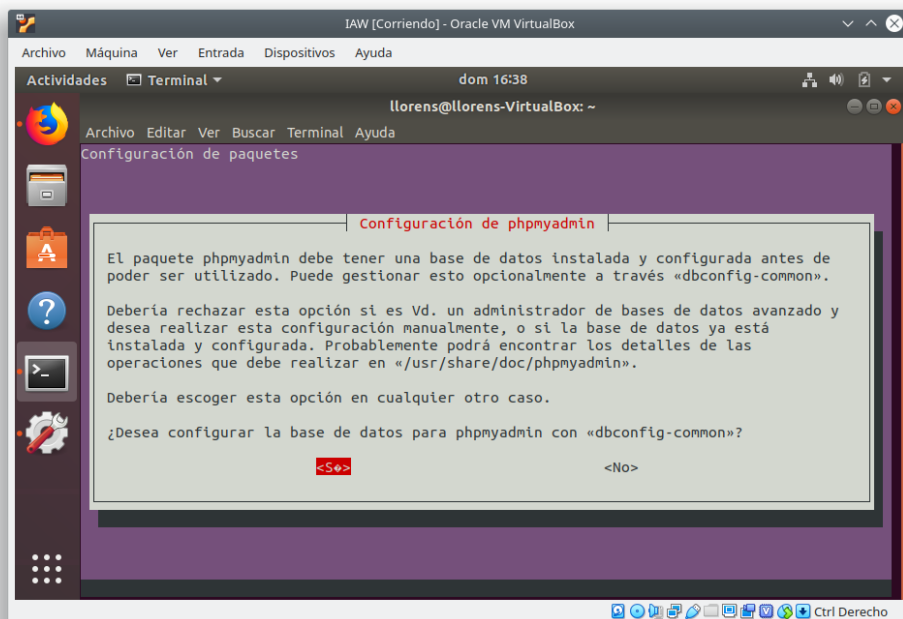 IAW [Corriendo] - Oracle VM VirtualBox
Archivo Máquina Ver Entrada Dispositivos Ayuda
Actividades Terminal dom 16:38
llorens@llorens-VirtualBox: ~
Archivo Editar Ver Buscar Terminal Ayuda
Configuración de paquetes
Configuración de phpmyadmin
El paquete phpmyadmin debe tener una base de datos instalada y configurada antes de
poder ser utilizado. Puede gestionar esto opcionalmente a través «dbconfig-common».
Debería rechazar esta opción si es Vd. un administrador de bases de datos avanzado y
desea realizar esta configuración manualmente, o si la base de datos ya está
instalada y configurada. Probablemente podrá encontrar los detalles de las
operaciones que debe realizar en «/usr/share/doc/phpmyadmin».
Debería escoger esta opción en cualquier otro caso.
¿Desea configurar la base de datos para phpmyadmin con «dbconfig-common»?
<S�> <No>
Ctrl Derecho